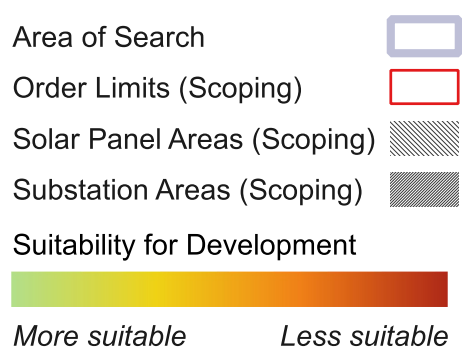 Area of Search
Order Limits (Scoping)
Solar Panel Areas (Scoping)
Substation Areas (Scoping)
Suitability for Development
More suitable Less suitable